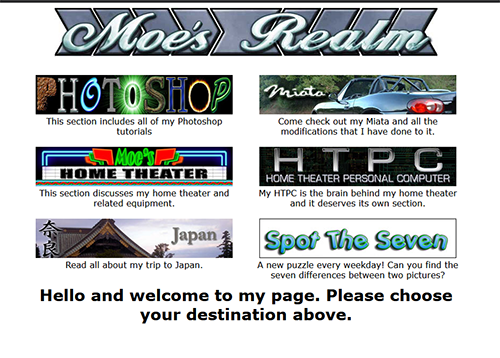 Moe's Realm
PHOTOSHOP
This section includes all of my Photoshop
tutorials
Miata
Come check out my Miata and all the
modifications that I have done to it.
Moe's
HOME THEATER
This section discusses my home theater and
related equipment.
HTPC
HOME THEATER PERSONAL COMPUTER
My HTPC is the brain behind my home theater
and it deserves its own section.
奈良
Japan
Read all about my trip to Japan.
Spot The Seven
A new puzzle every weekday! Can you find the
seven differences between two pictures?
Hello and welcome to my page. Please choose
your destination above.